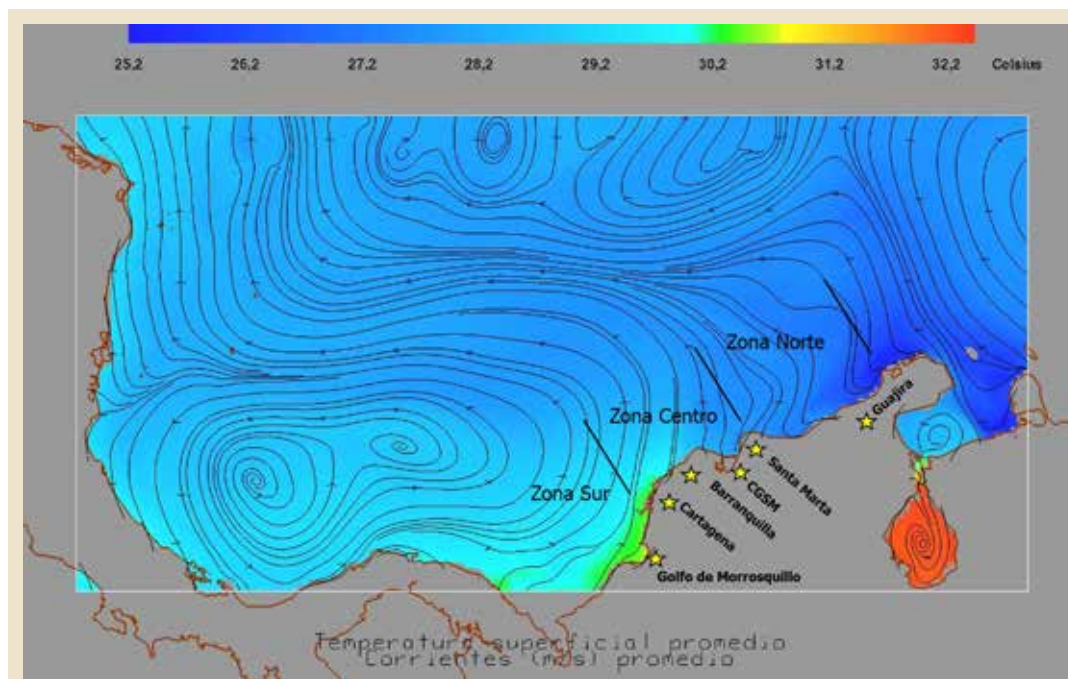 25,2 26,2 27,2 28,2 29,2 30,2 31,2 32,2 Celsius
Zona Norte
Zona Centro
Zona Sur
Guajira
Santa Marta
CGSM
Barranquilla
Cartagena
Golfo de Morrosquillo
Temperatura superficial promedio
Corrientes (m/s) promedio